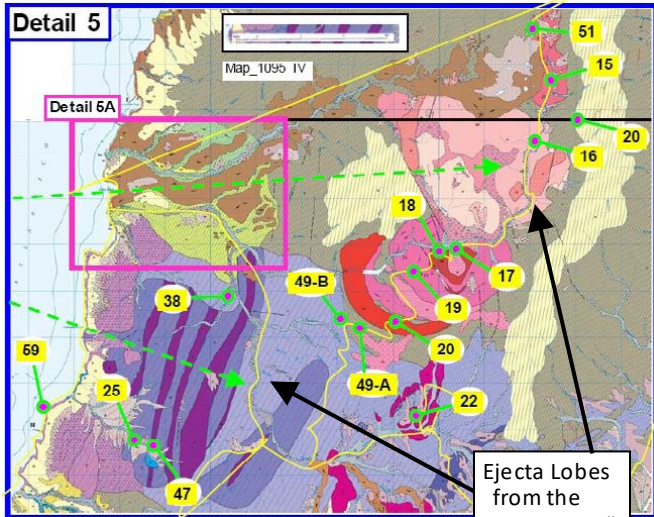 Detail 5
Map_1095 IV
51
15
Detail 5A
20
16
18
17
19
49-B
38
20
49-A
59
25
22
47
Ejecta Lobes
from the